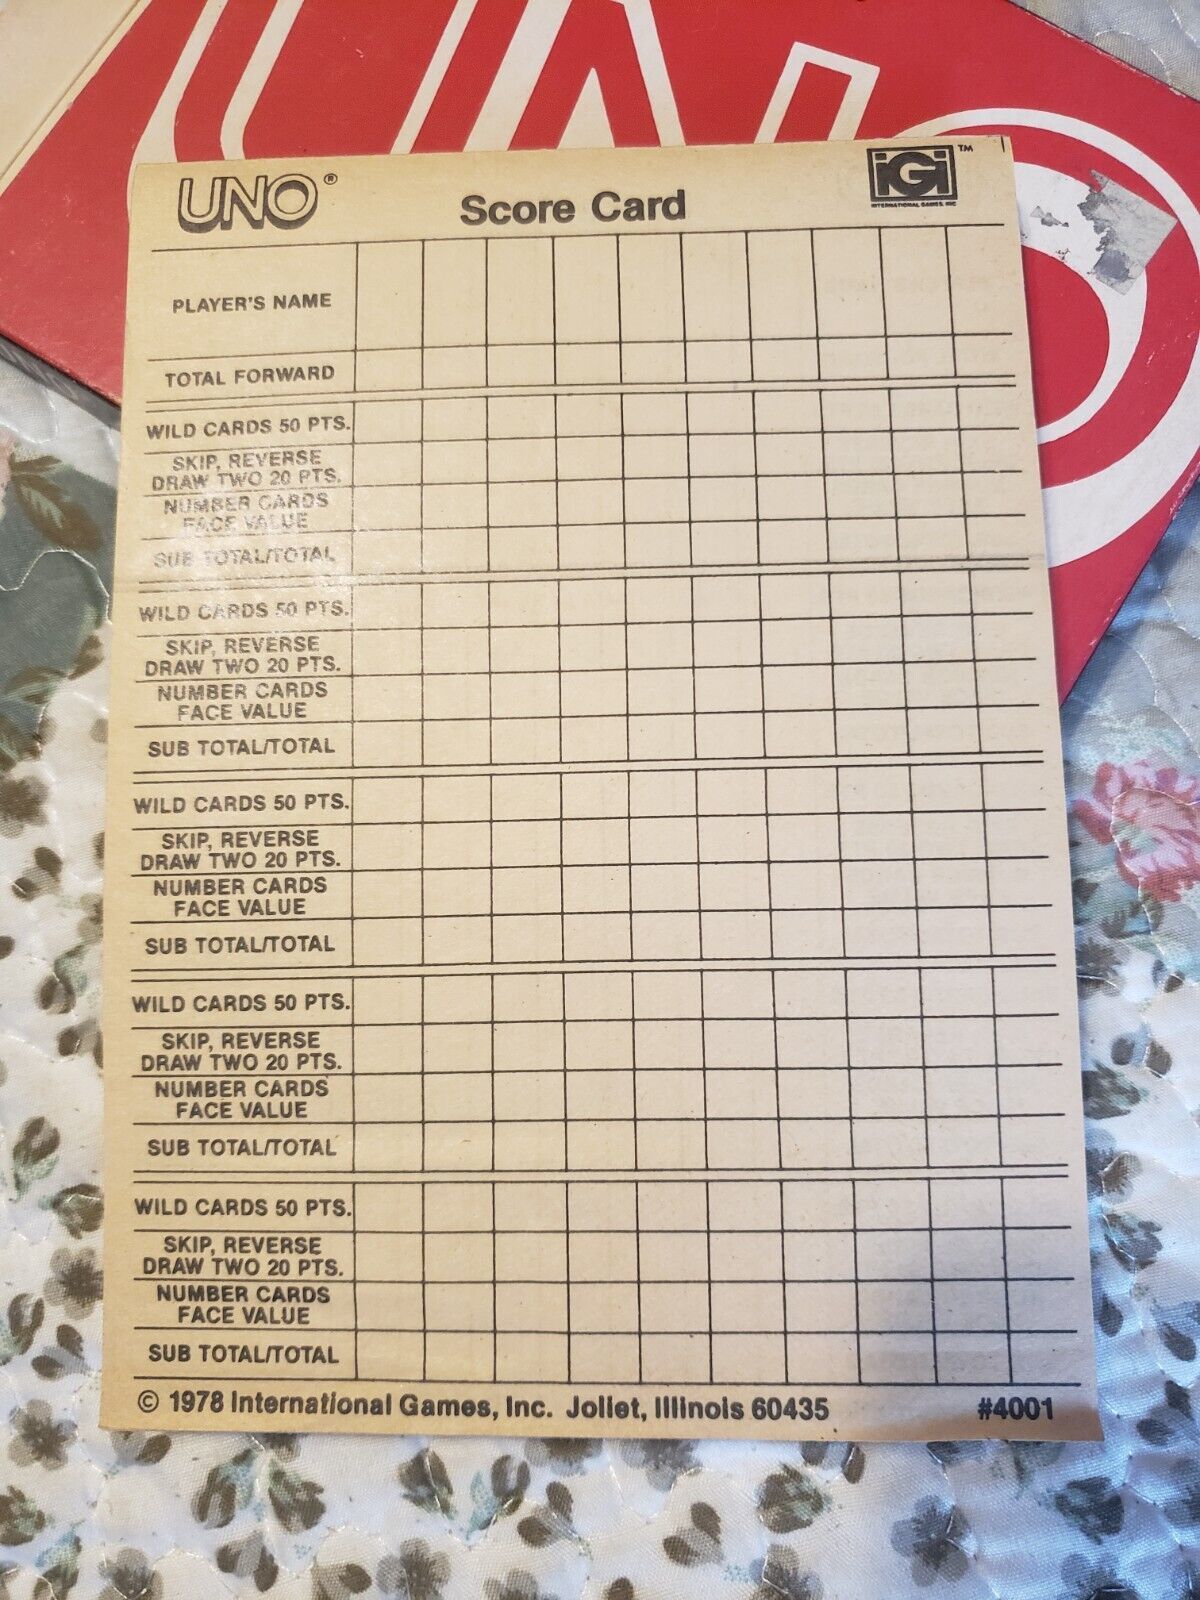 UNO
UNO® Score Card iGi™
INTERNATIONAL GAMES, INC
PLAYER'S NAME
TOTAL FORWARD
WILD CARDS 50 PTS.
SKIP, REVERSE
DRAW TWO 20 PTS.
NUMBER CARDS
FACE VALUE
SUB TOTAL/TOTAL
WILD CARDS 50 PTS.
SKIP, REVERSE
DRAW TWO 20 PTS.
NUMBER CARDS
FACE VALUE
SUB TOTAL/TOTAL
WILD CARDS 50 PTS.
SKIP, REVERSE
DRAW TWO 20 PTS.
NUMBER CARDS
FACE VALUE
SUB TOTAL/TOTAL
WILD CARDS 50 PTS.
SKIP, REVERSE
DRAW TWO 20 PTS.
NUMBER CARDS
FACE VALUE
SUB TOTAL/TOTAL
WILD CARDS 50 PTS.
SKIP, REVERSE
DRAW TWO 20 PTS.
NUMBER CARDS
FACE VALUE
SUB TOTAL/TOTAL
© 1978 International Games, Inc. Joliet, Illinois 60435 #4001